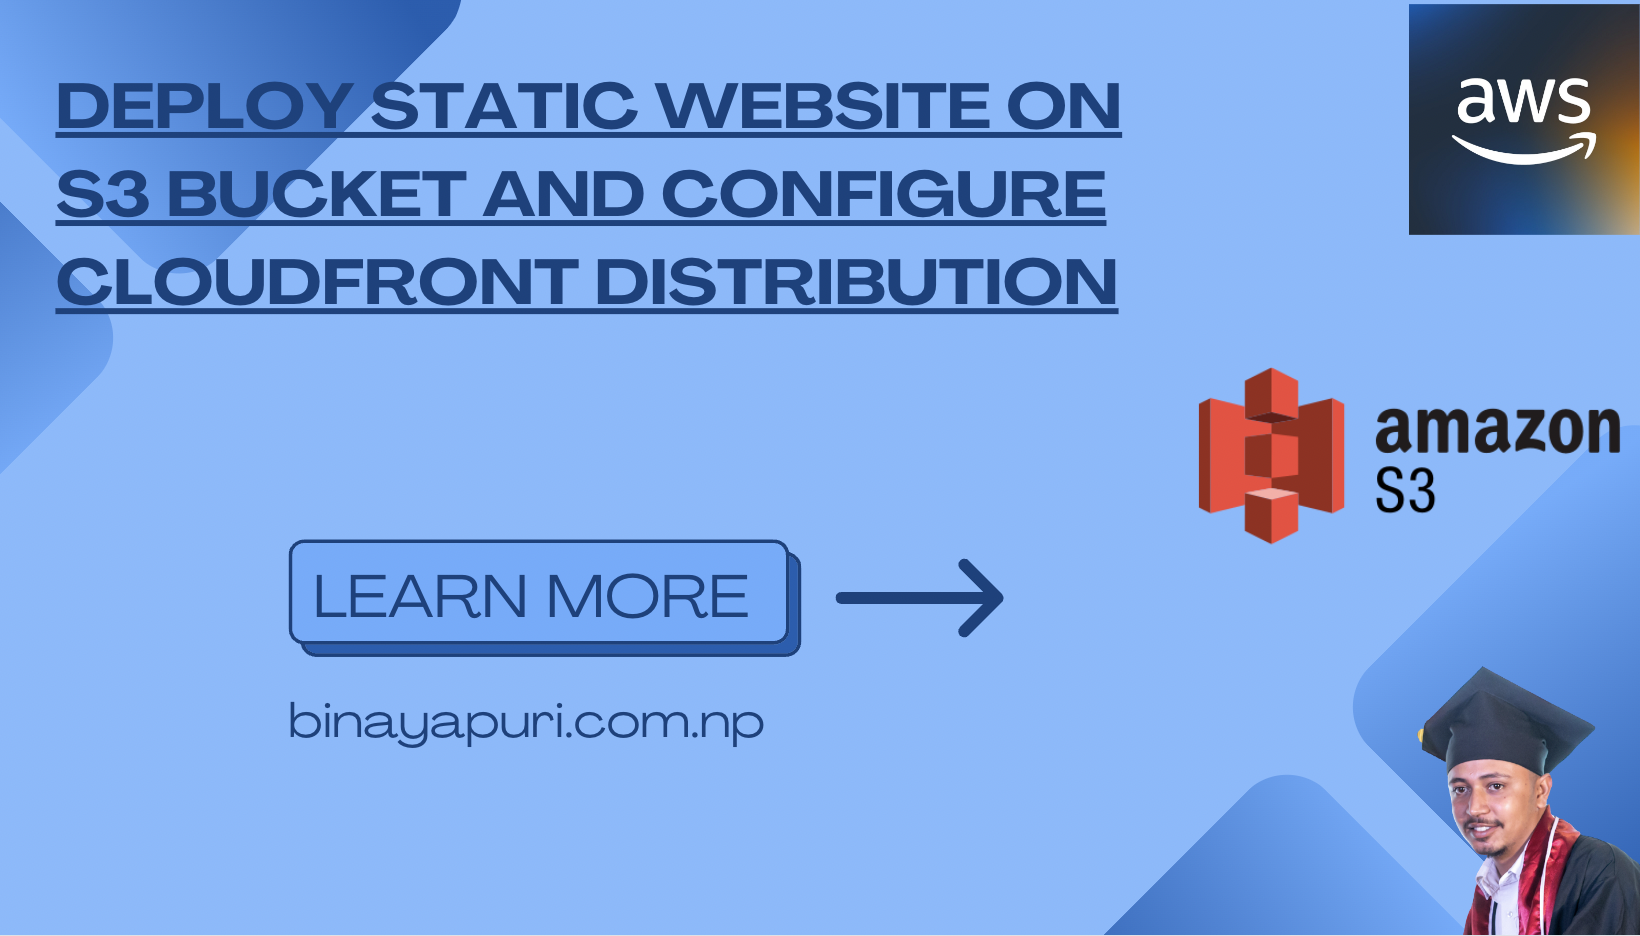 DEPLOY STATIC WEBSITE ON
S3 BUCKET AND CONFIGURE
CLOUDFRONT DISTRIBUTION
aws
amazon
S3
LEARN MORE
binayapuri.com.np